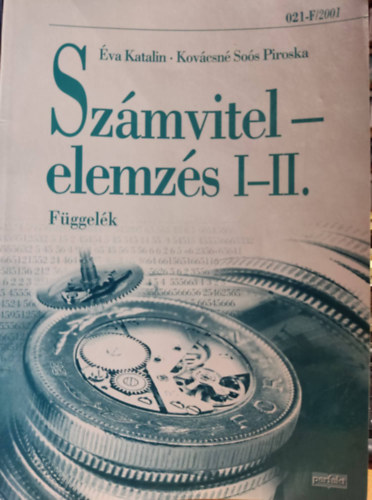 021-F/2001
Éva Katalin · Kovácsné Soós Piroska
Számvitel –
elemzés I–II.
Függelék
perfekt